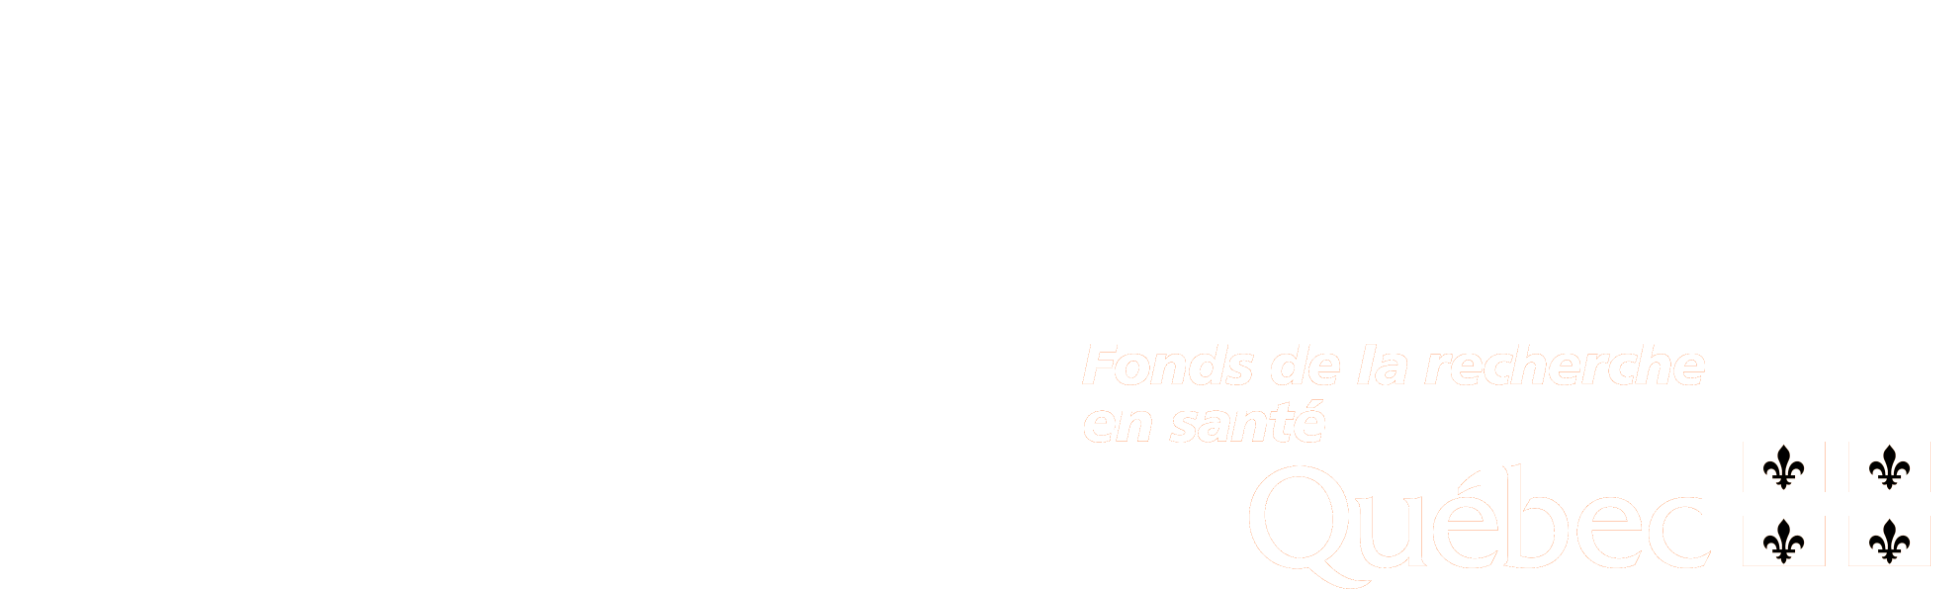 Fonds de la recherche
en santé
Québec